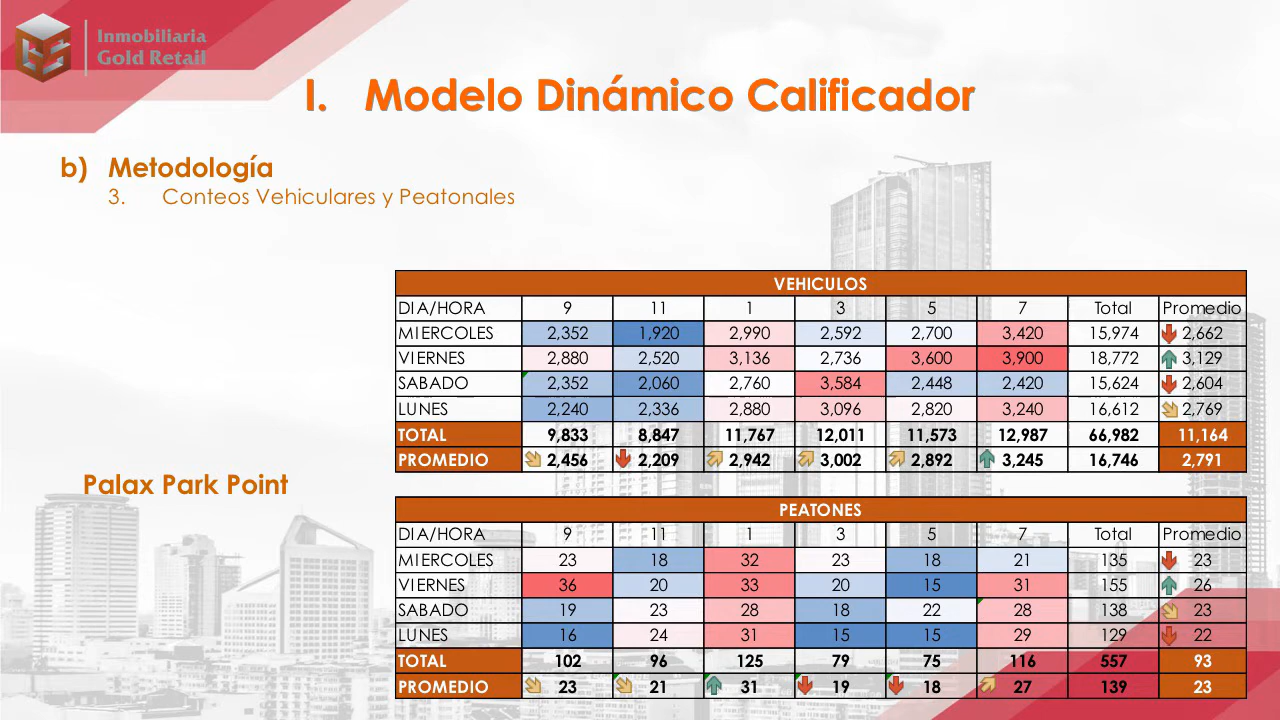 Inmobiliaria
Gold Retail
I. Modelo Dinámico Calificador
b) Metodología
3. Conteos Vehiculares y Peatonales
VEHICULOS
DIA/HORA 9 11 1 3 5 7 Total Promedio
MIERCOLES 2,352 1,920 2,990 2,592 2,700 3,420 15,974 2,662
VIERNES 2,880 2,520 3,136 2,736 3,600 3,900 18,772 3,129
SABADO 2,352 2,060 2,760 3,584 2,448 2,420 15,624 2,604
LUNES 2,240 2,336 2,880 3,096 2,820 3,240 16,612 2,769
TOTAL 9,833 8,847 11,767 12,011 11,573 12,987 66,982 11,164
PROMEDIO 2,456 2,209 2,942 3,002 2,892 3,245 16,746 2,791
Palax Park Point
PEATONES
DIA/HORA 9 11 1 3 5 7 Total Promedio
MIERCOLES 23 18 32 23 18 21 135 23
VIERNES 36 20 33 20 15 31 155 26
SABADO 19 23 28 18 22 28 138 23
LUNES 16 24 31 15 15 29 129 22
TOTAL 102 96 125 79 75 116 557 93
PROMEDIO 23 21 31 19 18 27 139 23